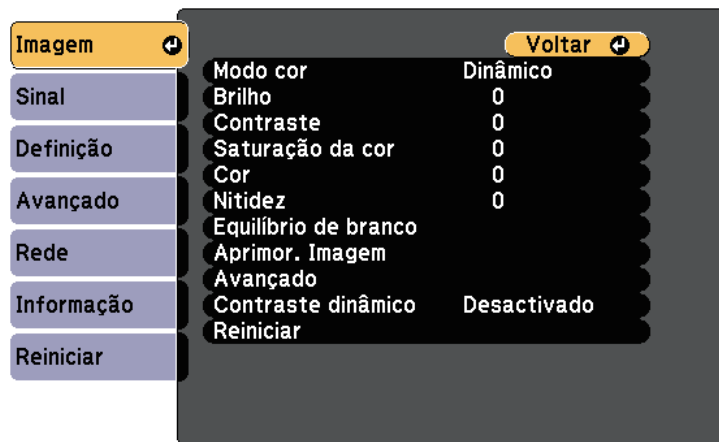 Imagem
Sinal
Definição
Avançado
Rede
Informação
Reiniciar
Voltar
Modo cor Dinâmico
Brilho 0
Contraste 0
Saturação da cor 0
Cor 0
Nitidez 0
Equilíbrio de branco
Aprimor. Imagem
Avançado
Contraste dinâmico Desactivado
Reiniciar